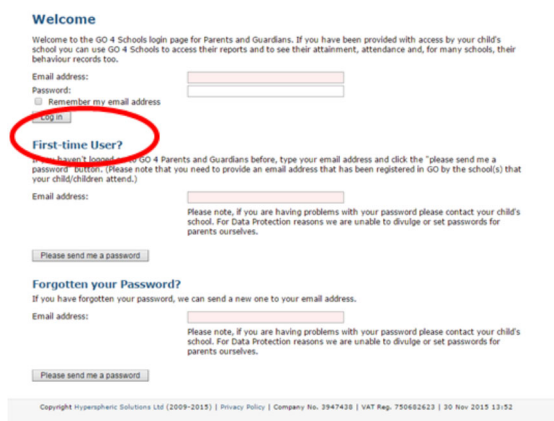 Welcome
Welcome to the GO 4 Schools login page for Parents and Guardians. If you have been provided with access by your child's
school you can use GO 4 Schools to access their reports and to see their attainment, attendance and, for many schools, their
behaviour records too.
Email address:
Password:
Remember my email address
Log in
First-time User?
If you haven't logged onto GO 4 Parents and Guardians before, type your email address and click the "please send me a
password" button. (Please note that you need to provide an email address that has been registered in GO by the school(s) that
your child/children attend.)
Email address:
Please note, if you are having problems with your password please contact your child's
school. For Data Protection reasons we are unable to divulge or set passwords for
parents ourselves.
Please send me a password
Forgotten your Password?
If you have forgotten your password, we can send a new one to your email address.
Email address:
Please note, if you are having problems with your password please contact your child's
school. For Data Protection reasons we are unable to divulge or set passwords for
parents ourselves.
Please send me a password
Copyright Hyperspheric Solutions Ltd (2009-2015) | Privacy Policy | Company No. 3947438 | VAT Reg. 750682623 | 30 Nov 2015 13:52